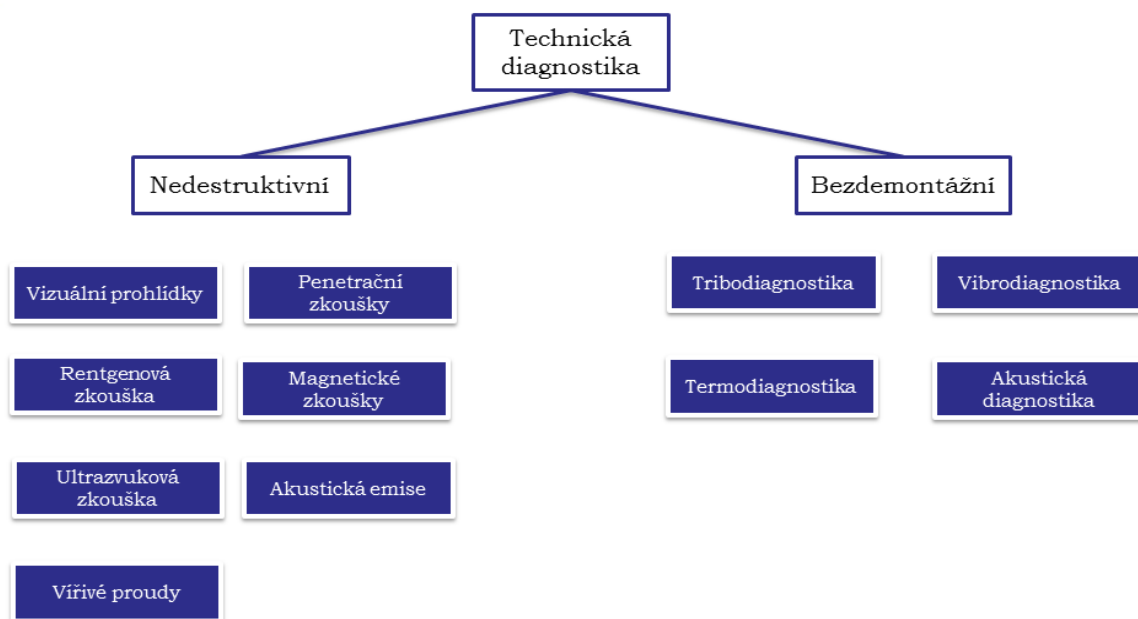 Technická
diagnostika
Nedestruktivní
Bezdemontážní
Vizuální prohlídky
Penetrační
zkoušky
Tribodiagnostika
Vibrodiagnostika
Rentgenová
zkouška
Magnetické
zkoušky
Termodiagnostika
Akustická
diagnostika
Ultrazvuková
zkouška
Akustická emise
Vířivé proudy